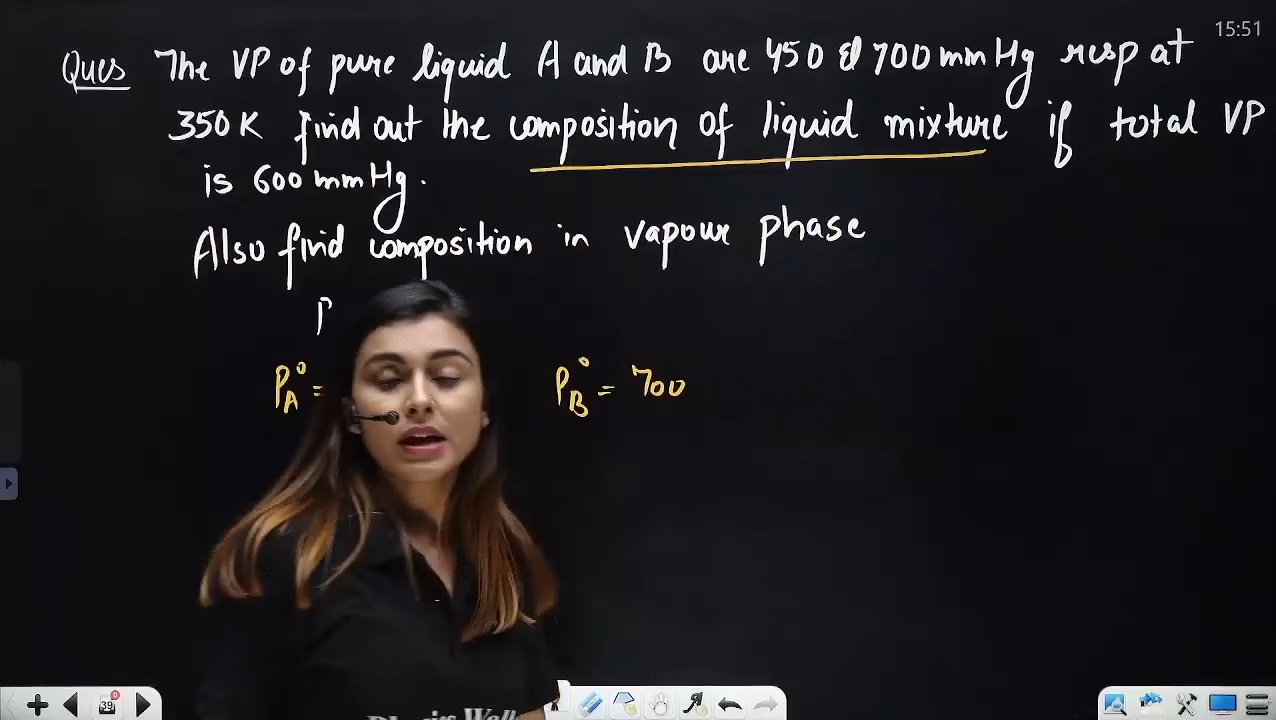 15:51
Ques The VP of pure liquid A and B are 450 & 700 mm Hg resp at
350K find out the composition of liquid mixture if total VP
is 600 mm Hg.
Also find composition in vapour phase
P
P°A = P°B = 700
39